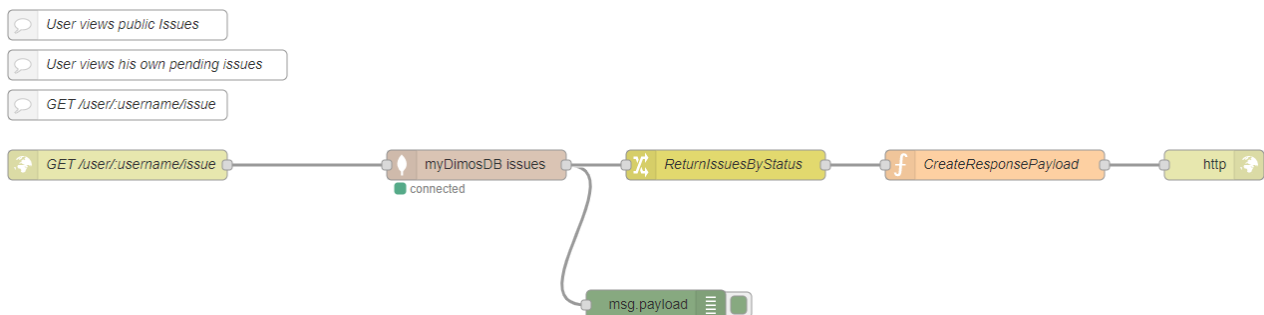 User views public Issues
User views his own pending issues
GET /user/:username/issue
GET /user/:username/issue
myDimosDB issues
ReturnIssuesByStatus
CreateResponsePayload
http
connected
msg.payload